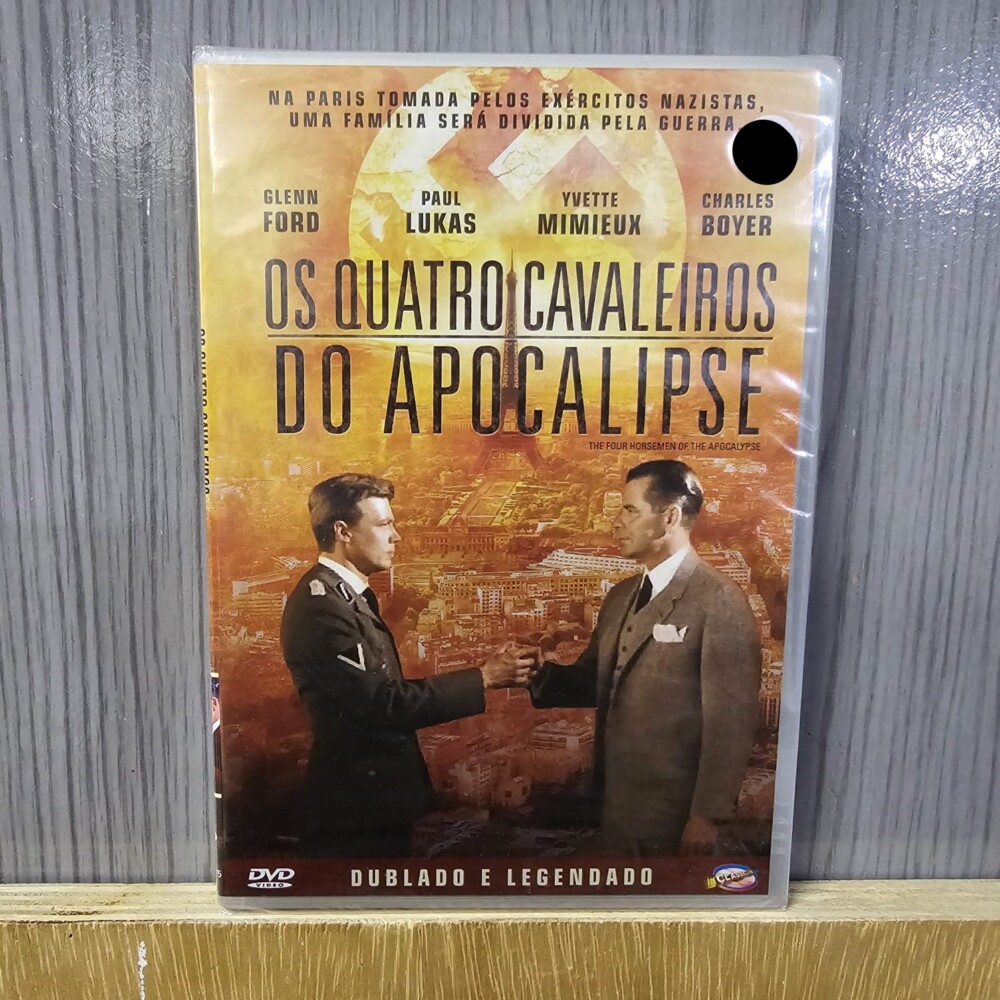 NA PARIS TOMADA PELOS EXÉRCITOS NAZISTAS,
UMA FAMÍLIA SERÁ DIVIDIDA PELA GUERRA
GLENN FORD
PAUL LUKAS
YVETTE MIMIEUX
CHARLES BOYER
OS QUATRO CAVALEIROS
DO APOCALIPSE
THE FOUR HORSEMEN OF THE APOCALYPSE
DVD
VIDEO
DUBLADO E LEGENDADO